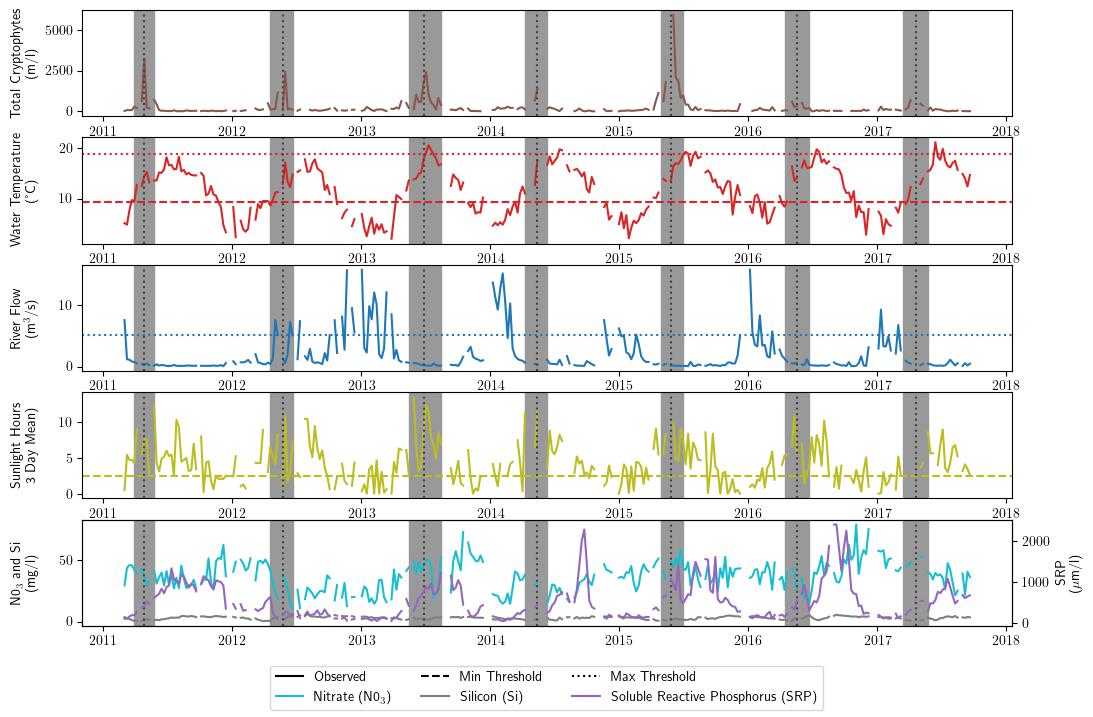 Total Cryptophytes
(m/l)
5000
2500
0
2011 2012 2013 2014 2015 2016 2017 2018
Water Temperature
(°C)
20
10
2011 2012 2013 2014 2015 2016 2017 2018
River Flow
(m³/s)
10
0
2011 2012 2013 2014 2015 2016 2017 2018
Sunlight Hours
3 Day Mean)
10
5
0
2011 2012 2013 2014 2015 2016 2017 2018
N0₃ and Si
(mg/l)
50
0
2000
1000
0
SRP
(μm/l)
2011 2012 2013 2014 2015 2016 2017 2018
Observed Min Threshold Max Threshold
Nitrate (N0₃) Silicon (Si) Soluble Reactive Phosphorus (SRP)